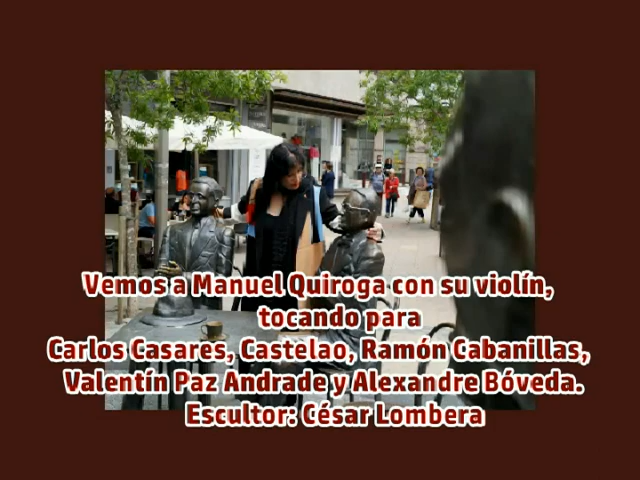 Vemos a Manuel Quiroga con su violín,
tocando para
Carlos Casares, Castelao, Ramón Cabanillas,
Valentín Paz Andrade y Alexandre Bóveda.
Escultor: César Lombera